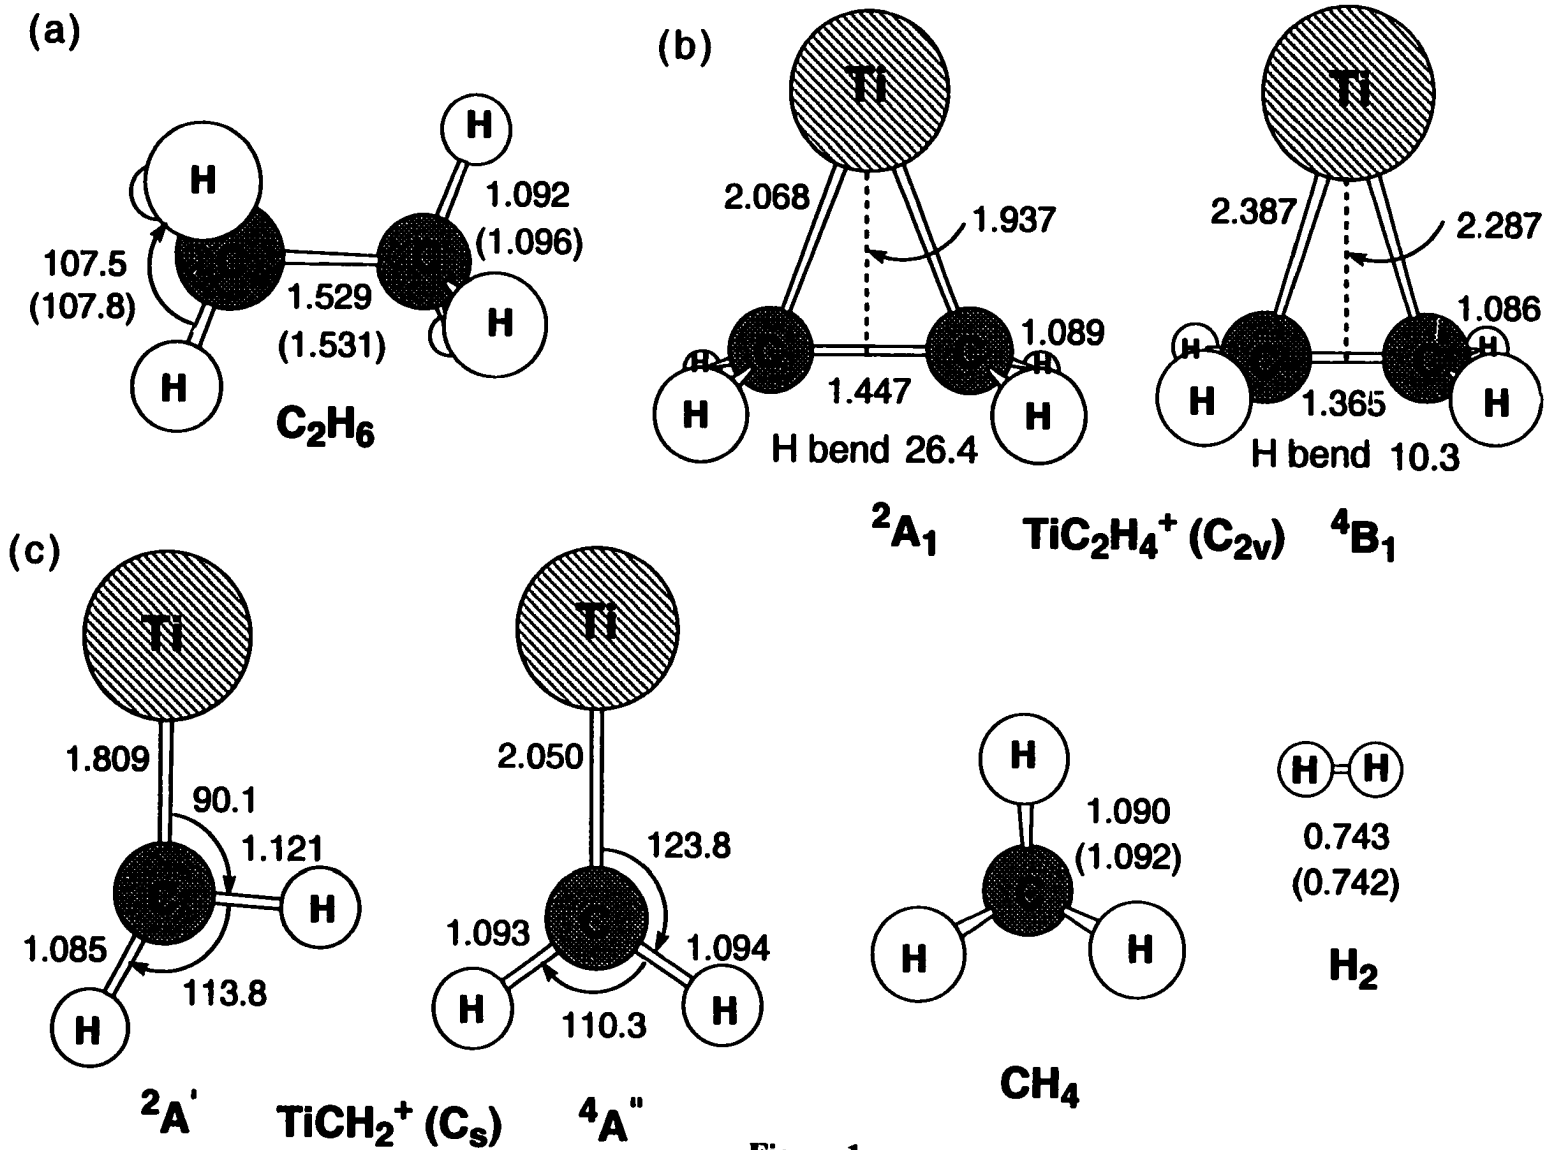 (a)
H
H
1.092
(1.096)
107.5
(107.8)
C
C
1.529
(1.531)
H
H
C₂H₆
(b)
Ti
2.068
1.937
C
C
1.089
H
H
1.447
H
H
H bend 26.4
²A₁
Ti
2.387
2.287
1.086
C
C
H
H
1.365
H
H
H bend 10.3
TiC₂H₄⁺ (C₂ᵥ)
⁴B₁
(c)
Ti
1.809
90.1
1.121
C
H
1.085
113.8
H
²A'
Ti
2.050
123.8
C
1.093
1.094
H
H
110.3
TiCH₂⁺ (Cₛ)
⁴A"
H
1.090
(1.092)
C
H
H
CH₄
H
H
0.743
(0.742)
H₂